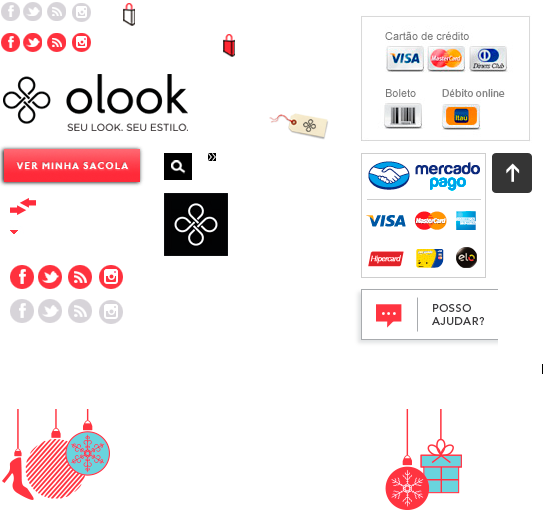 olook
SEU LOOK. SEU ESTILO.
VER MINHA SACOLA
Cartão de crédito
VISA
MasterCard
Diners Club
Boleto
Débito online
Itaú
mercado
pago
VISA
MasterCard
Hipercard
elo
POSSO
AJUDAR?